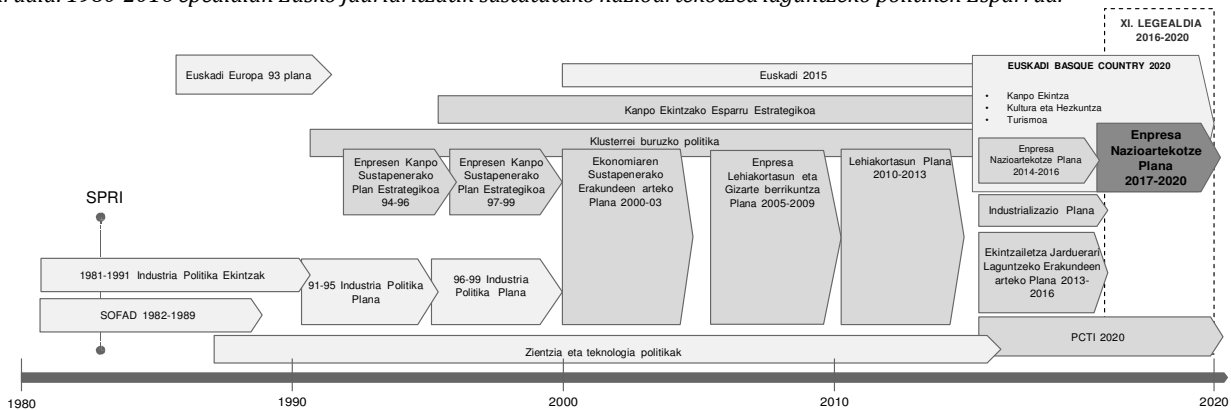 1980-2016 epealdian Eusko Jaurlaritzatik sustatutako nazioartekotzea laguntzeko politiken Esparrua.
XI. LEGEALDIA
2016-2020
Euskadi Europa 93 plana
Euskadi 2015
EUSKADI BASQUE COUNTRY 2020
• Kanpo Ekintza
• Kultura eta Hezkuntza
• Turismoa
Kanpo Ekintzako Esparru Estrategikoa
Klusterrei buruzko politika
Enpresen Kanpo
Sustapenerako
Plan Estrategikoa
94-96
Enpresen Kanpo
Sustapenerako
Plan Estrategikoa
97-99
Ekonomiaren
Sustapenerako
Erakundeen arteko
Plana 2000-03
Enpresa
Lehiakortasun eta
Gizarte berrikuntza
Plana 2005-2009
Lehiakortasun Plana
2010-2013
Enpresa
Nazioartekotze Plana
2014-2016
Enpresa
Nazioartekotze
Plana
2017-2020
SPRI
Industrializazio Plana
1981-1991 Industria Politika Ekintzak
91-95 Industria Politika
Plana
96-99 Industria
Politika Plana
Ekintzailetza Jarduerari
Laguntzeko Erakundeen
arteko Plana 2013-
2016
SOFAD 1982-1989
PCTI 2020
Zientzia eta teknologia politikak
1980
1990
2000
2010
2020